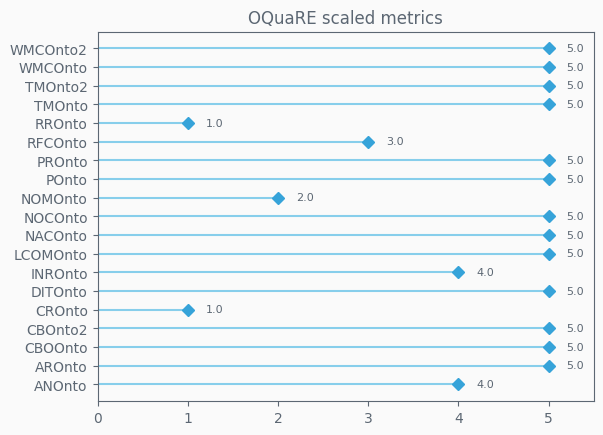 OQuaRE scaled metrics
WMCOnto2 5.0
WMCOnto 5.0
TMOnto2 5.0
TMOnto 5.0
RROnto 1.0
RFCOnto 3.0
PROnto 5.0
POnto 5.0
NOMOnto 2.0
NOCOnto 5.0
NACOnto 5.0
LCOMOnto 5.0
INROnto 4.0
DITOnto 5.0
CROnto 1.0
CBOnto2 5.0
CBOOnto 5.0
AROnto 5.0
ANOnto 4.0
0 1 2 3 4 5